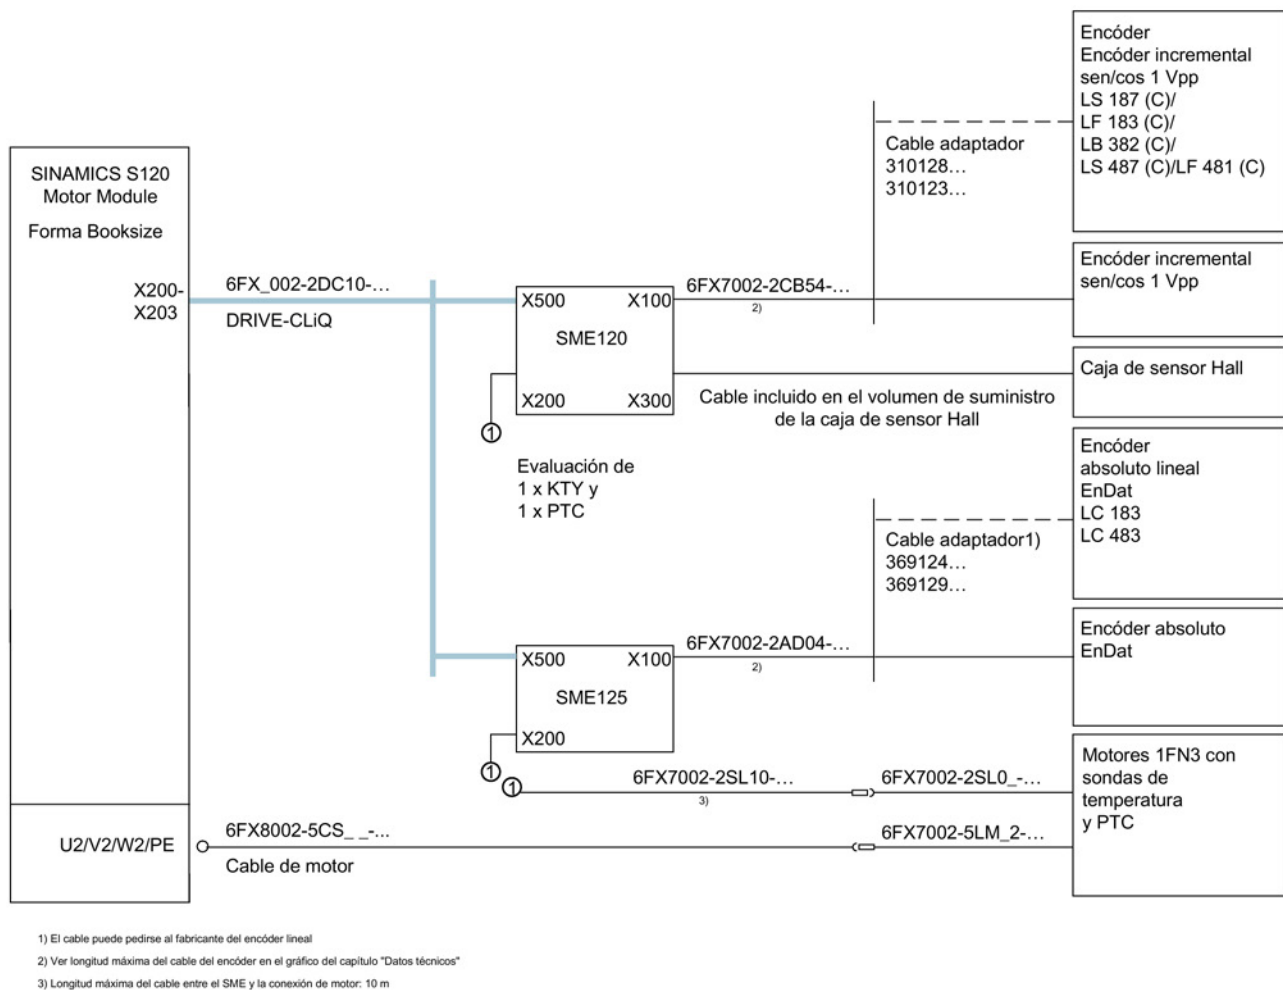 Encóder
Encóder incremental
sen/cos 1 Vpp
LS 187 (C)/
LF 183 (C)/
LB 382 (C)/
LS 487 (C)/LF 481 (C)
Cable adaptador
310128...
310123...
SINAMICS S120
Motor Module
Forma Booksize
X200-
X203
6FX_002-2DC10-...
DRIVE-CLiQ
X500
X100
SME120
X200
X300
6FX7002-2CB54-...
2)
Encóder incremental
sen/cos 1 Vpp
Caja de sensor Hall
Cable incluido en el volumen de suministro
de la caja de sensor Hall
1
Evaluación de
1 x KTY y
1 x PTC
Encóder
absoluto lineal
EnDat
LC 183
LC 483
Cable adaptador1)
369124...
369129...
X500
X100
SME125
X200
6FX7002-2AD04-...
2)
Encóder absoluto
EnDat
1
1
6FX7002-2SL10-...
3)
6FX7002-2SL0_-...
Motores 1FN3 con
sondas de
temperatura
y PTC
U2/V2/W2/PE
6FX8002-5CS_ _-...
Cable de motor
6FX7002-5LM_2-...
1) El cable puede pedirse al fabricante del encóder lineal
2) Ver longitud máxima del cable del encóder en el gráfico del capítulo "Datos técnicos"
3) Longitud máxima del cable entre el SME y la conexión de motor: 10 m